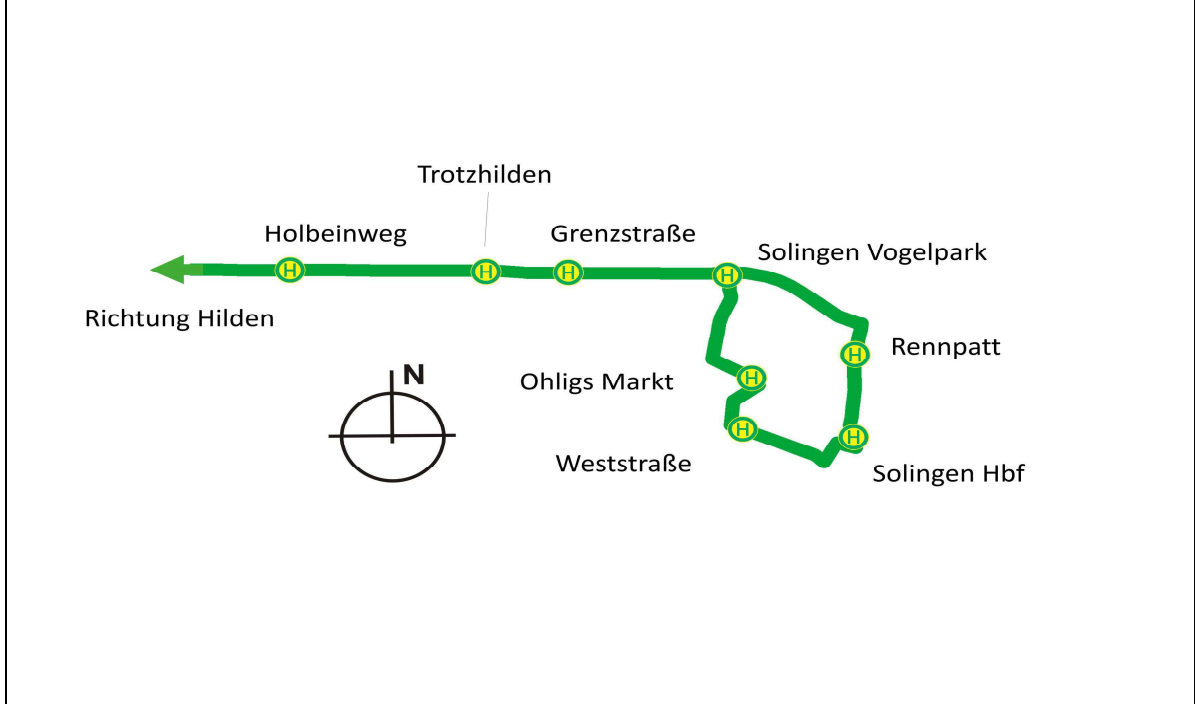 Trotzhilden
Holbeinweg
Grenzstraße
Solingen Vogelpark
H
H
H
H
Richtung Hilden
Rennpatt
H
N
Ohligs Markt
H
H
H
Weststraße
Solingen Hbf